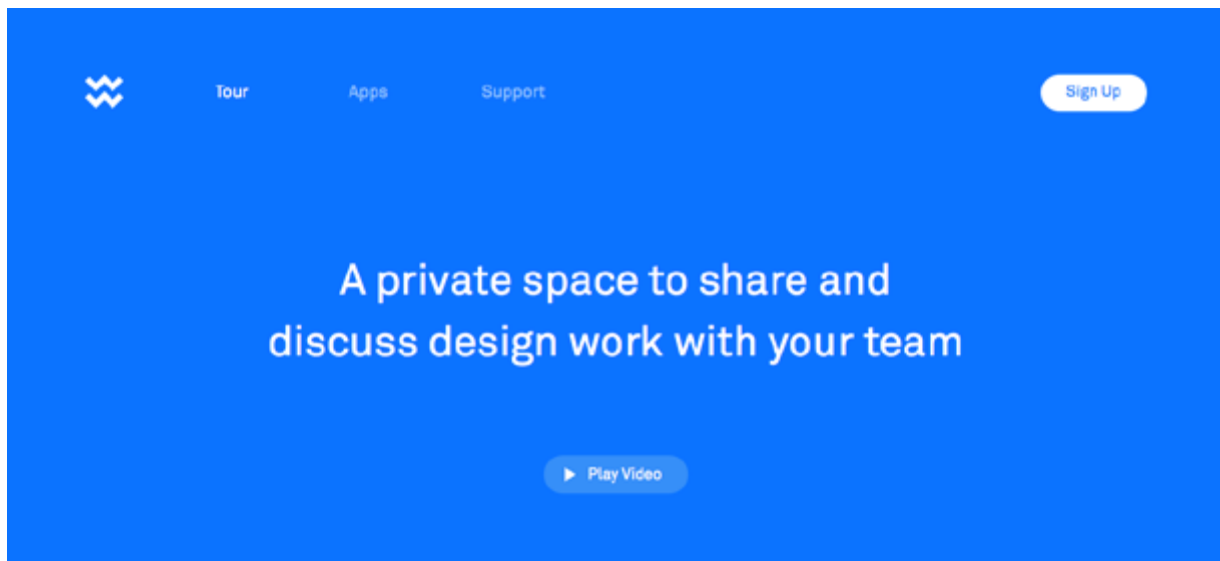 Tour Apps Support Sign Up
A private space to share and
discuss design work with your team
Play Video